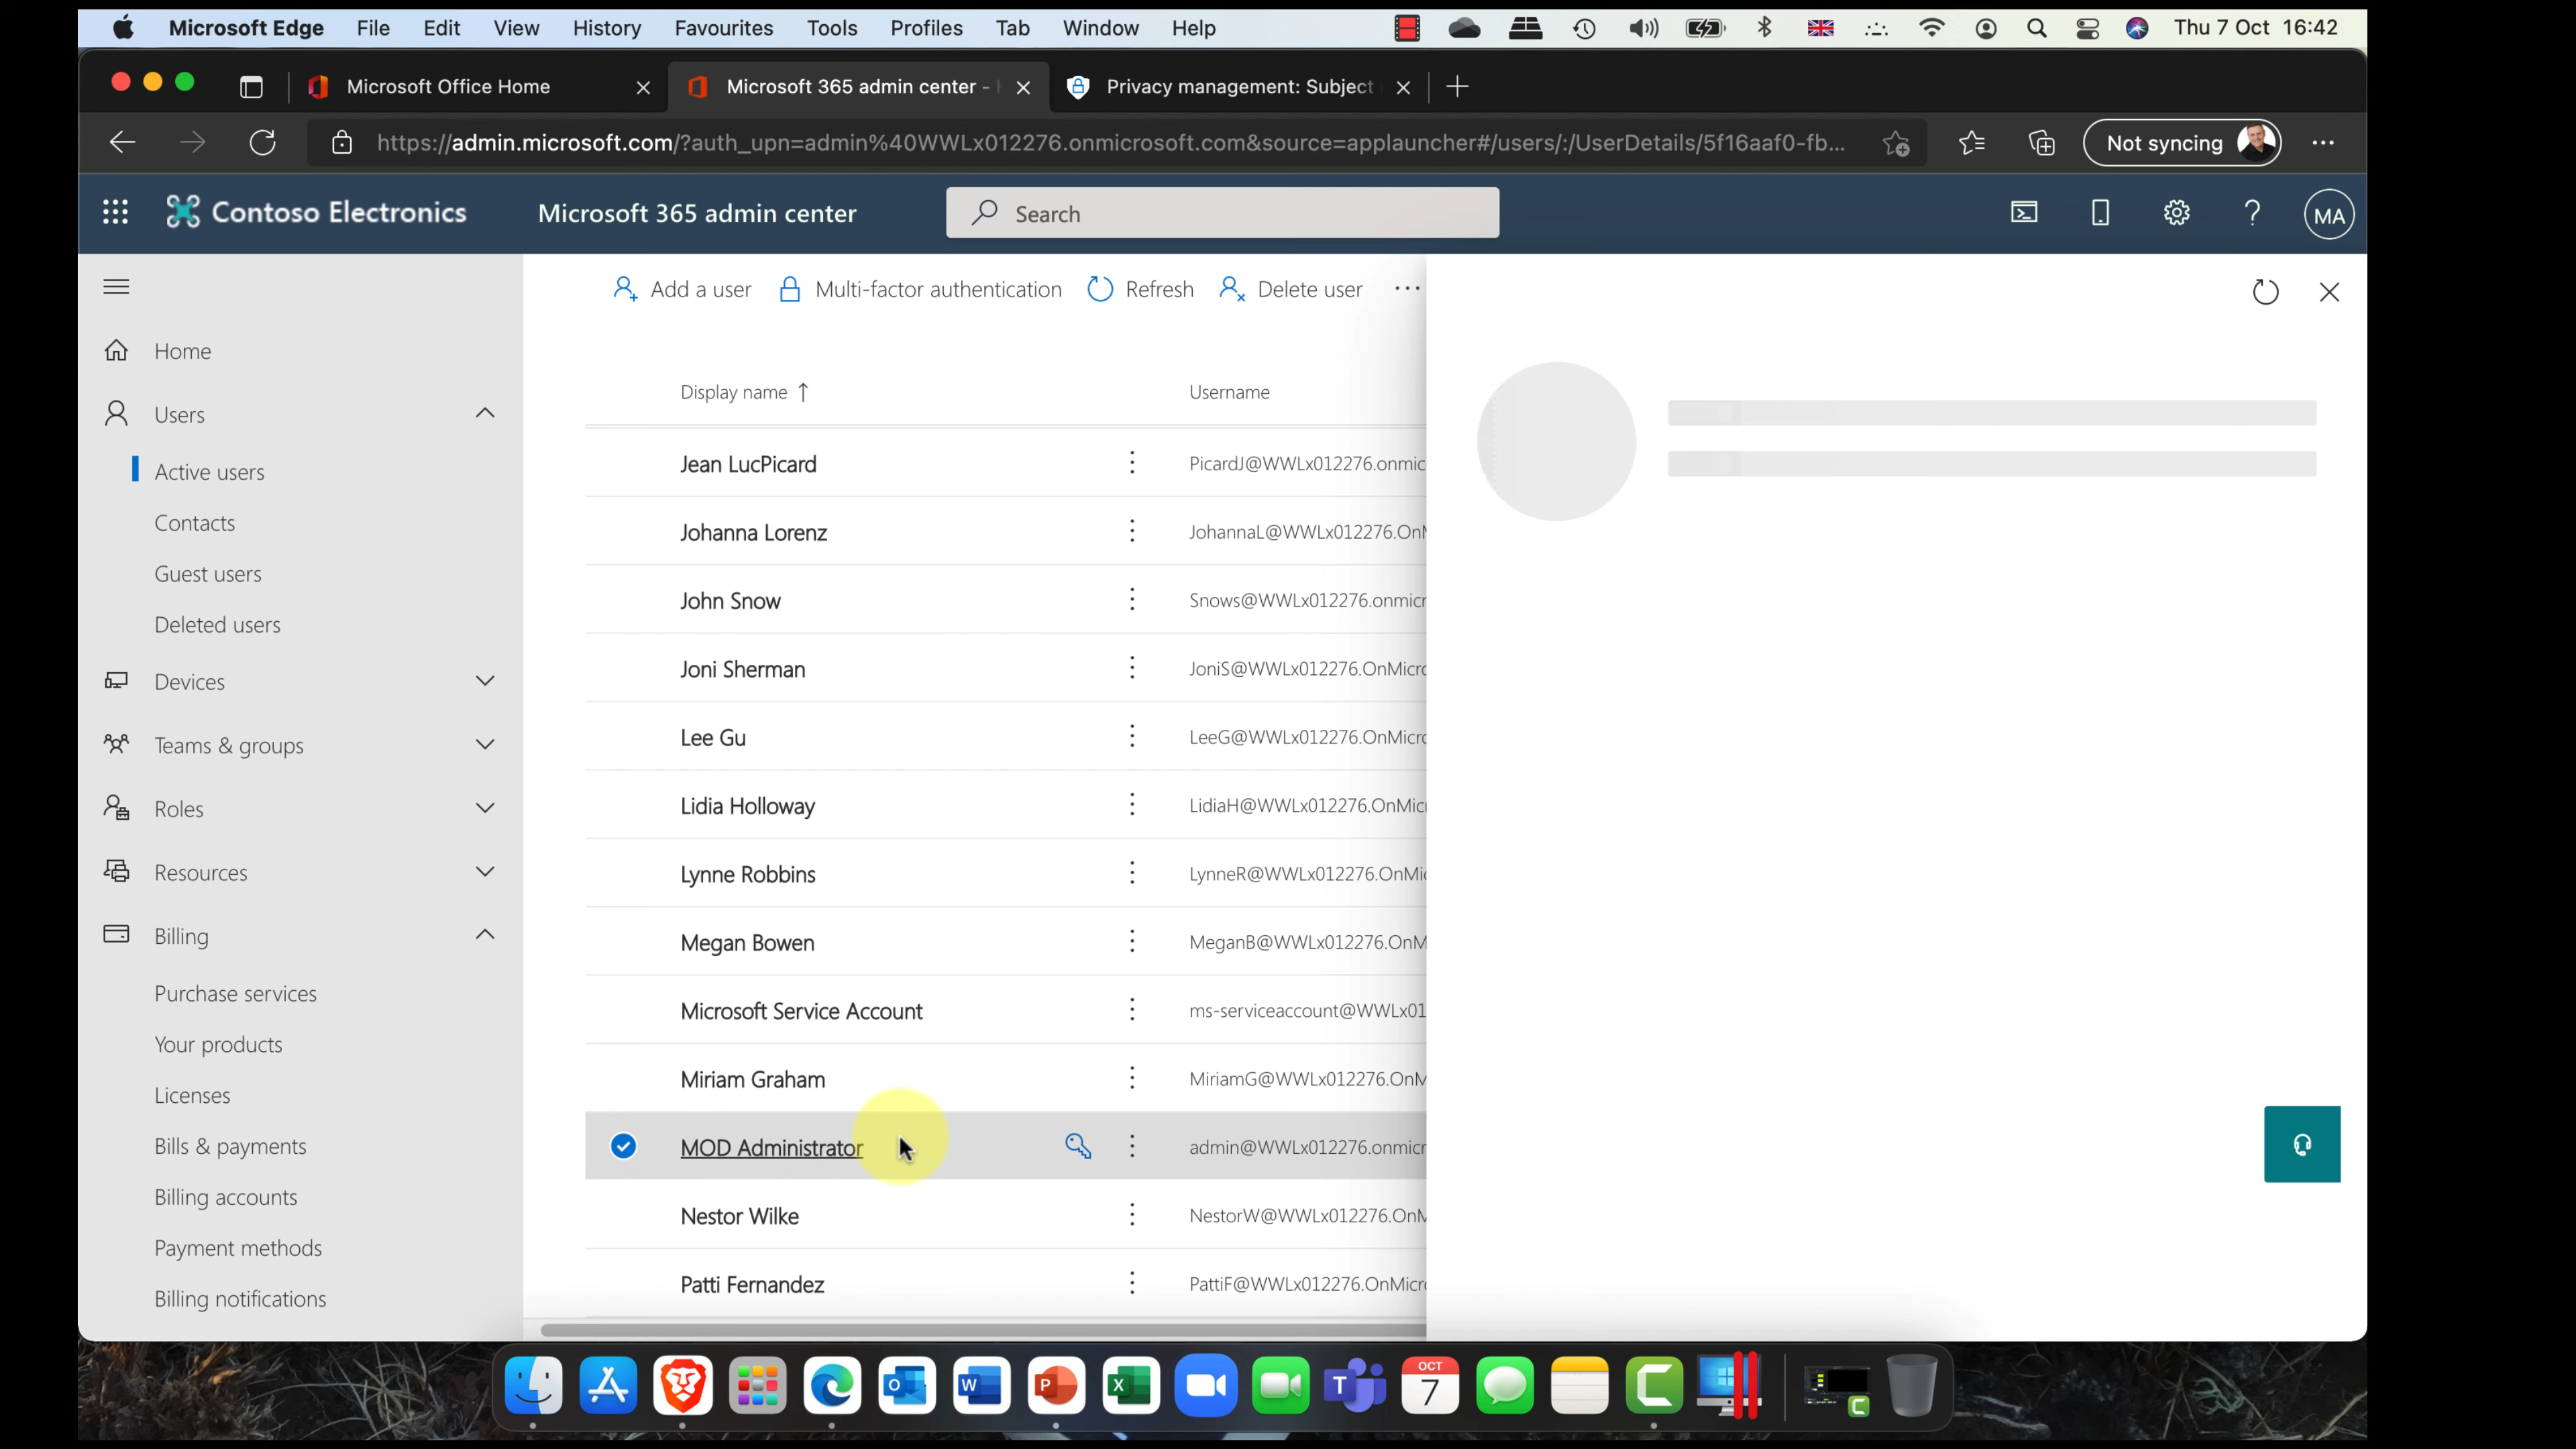 Microsoft Edge File Edit View History Favourites Tools Profiles Tab Window Help Thu 7 Oct 16:42
Microsoft Office Home Microsoft 365 admin center - Privacy management: Subject
https://admin.microsoft.com/?auth_upn=admin%40WWLx012276.onmicrosoft.com&source=applauncher#/users/:/UserDetails/5f16aaf0-fb... Not syncing
Contoso Electronics Microsoft 365 admin center Search MA
Add a user Multi-factor authentication Refresh Delete user
Home
Users
Active users
Contacts
Guest users
Deleted users
Devices
Teams & groups
Roles
Resources
Billing
Purchase services
Your products
Licenses
Bills & payments
Billing accounts
Payment methods
Billing notifications
Display name ↑ Username
Jean LucPicard PicardJ@WWLx012276.onmic
Johanna Lorenz JohannaL@WWLx012276.On
John Snow Snows@WWLx012276.onmicr
Joni Sherman JoniS@WWLx012276.OnMicro
Lee Gu LeeG@WWLx012276.OnMicro
Lidia Holloway LidiaH@WWLx012276.OnMic
Lynne Robbins LynneR@WWLx012276.OnMi
Megan Bowen MeganB@WWLx012276.OnM
Microsoft Service Account ms-serviceaccount@WWLx01
Miriam Graham MiriamG@WWLx012276.OnM
MOD Administrator admin@WWLx012276.onmicr
Nestor Wilke NestorW@WWLx012276.OnM
Patti Fernandez PattiF@WWLx012276.OnMicr
OCT
7